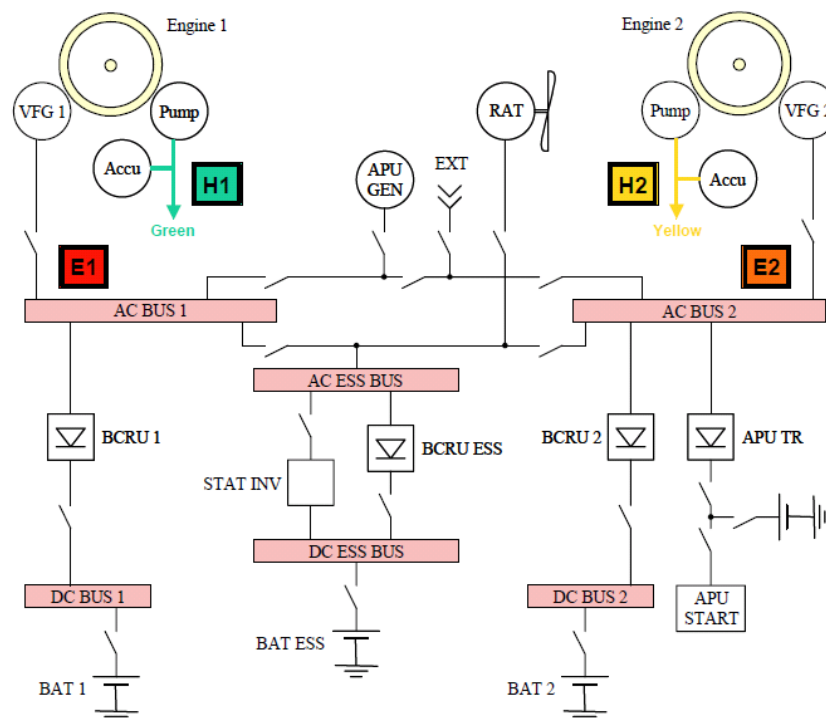 Engine 1
Engine 2
VFG 1
Pump
RAT
Pump
VFG 2
Accu
H1
APU
GEN
EXT
H2
Accu
Green
Yellow
E1
E2
AC BUS 1
AC BUS 2
AC ESS BUS
BCRU 1
BCRU ESS
BCRU 2
APU TR
STAT INV
DC ESS BUS
DC BUS 1
DC BUS 2
APU
START
BAT ESS
BAT 1
BAT 2